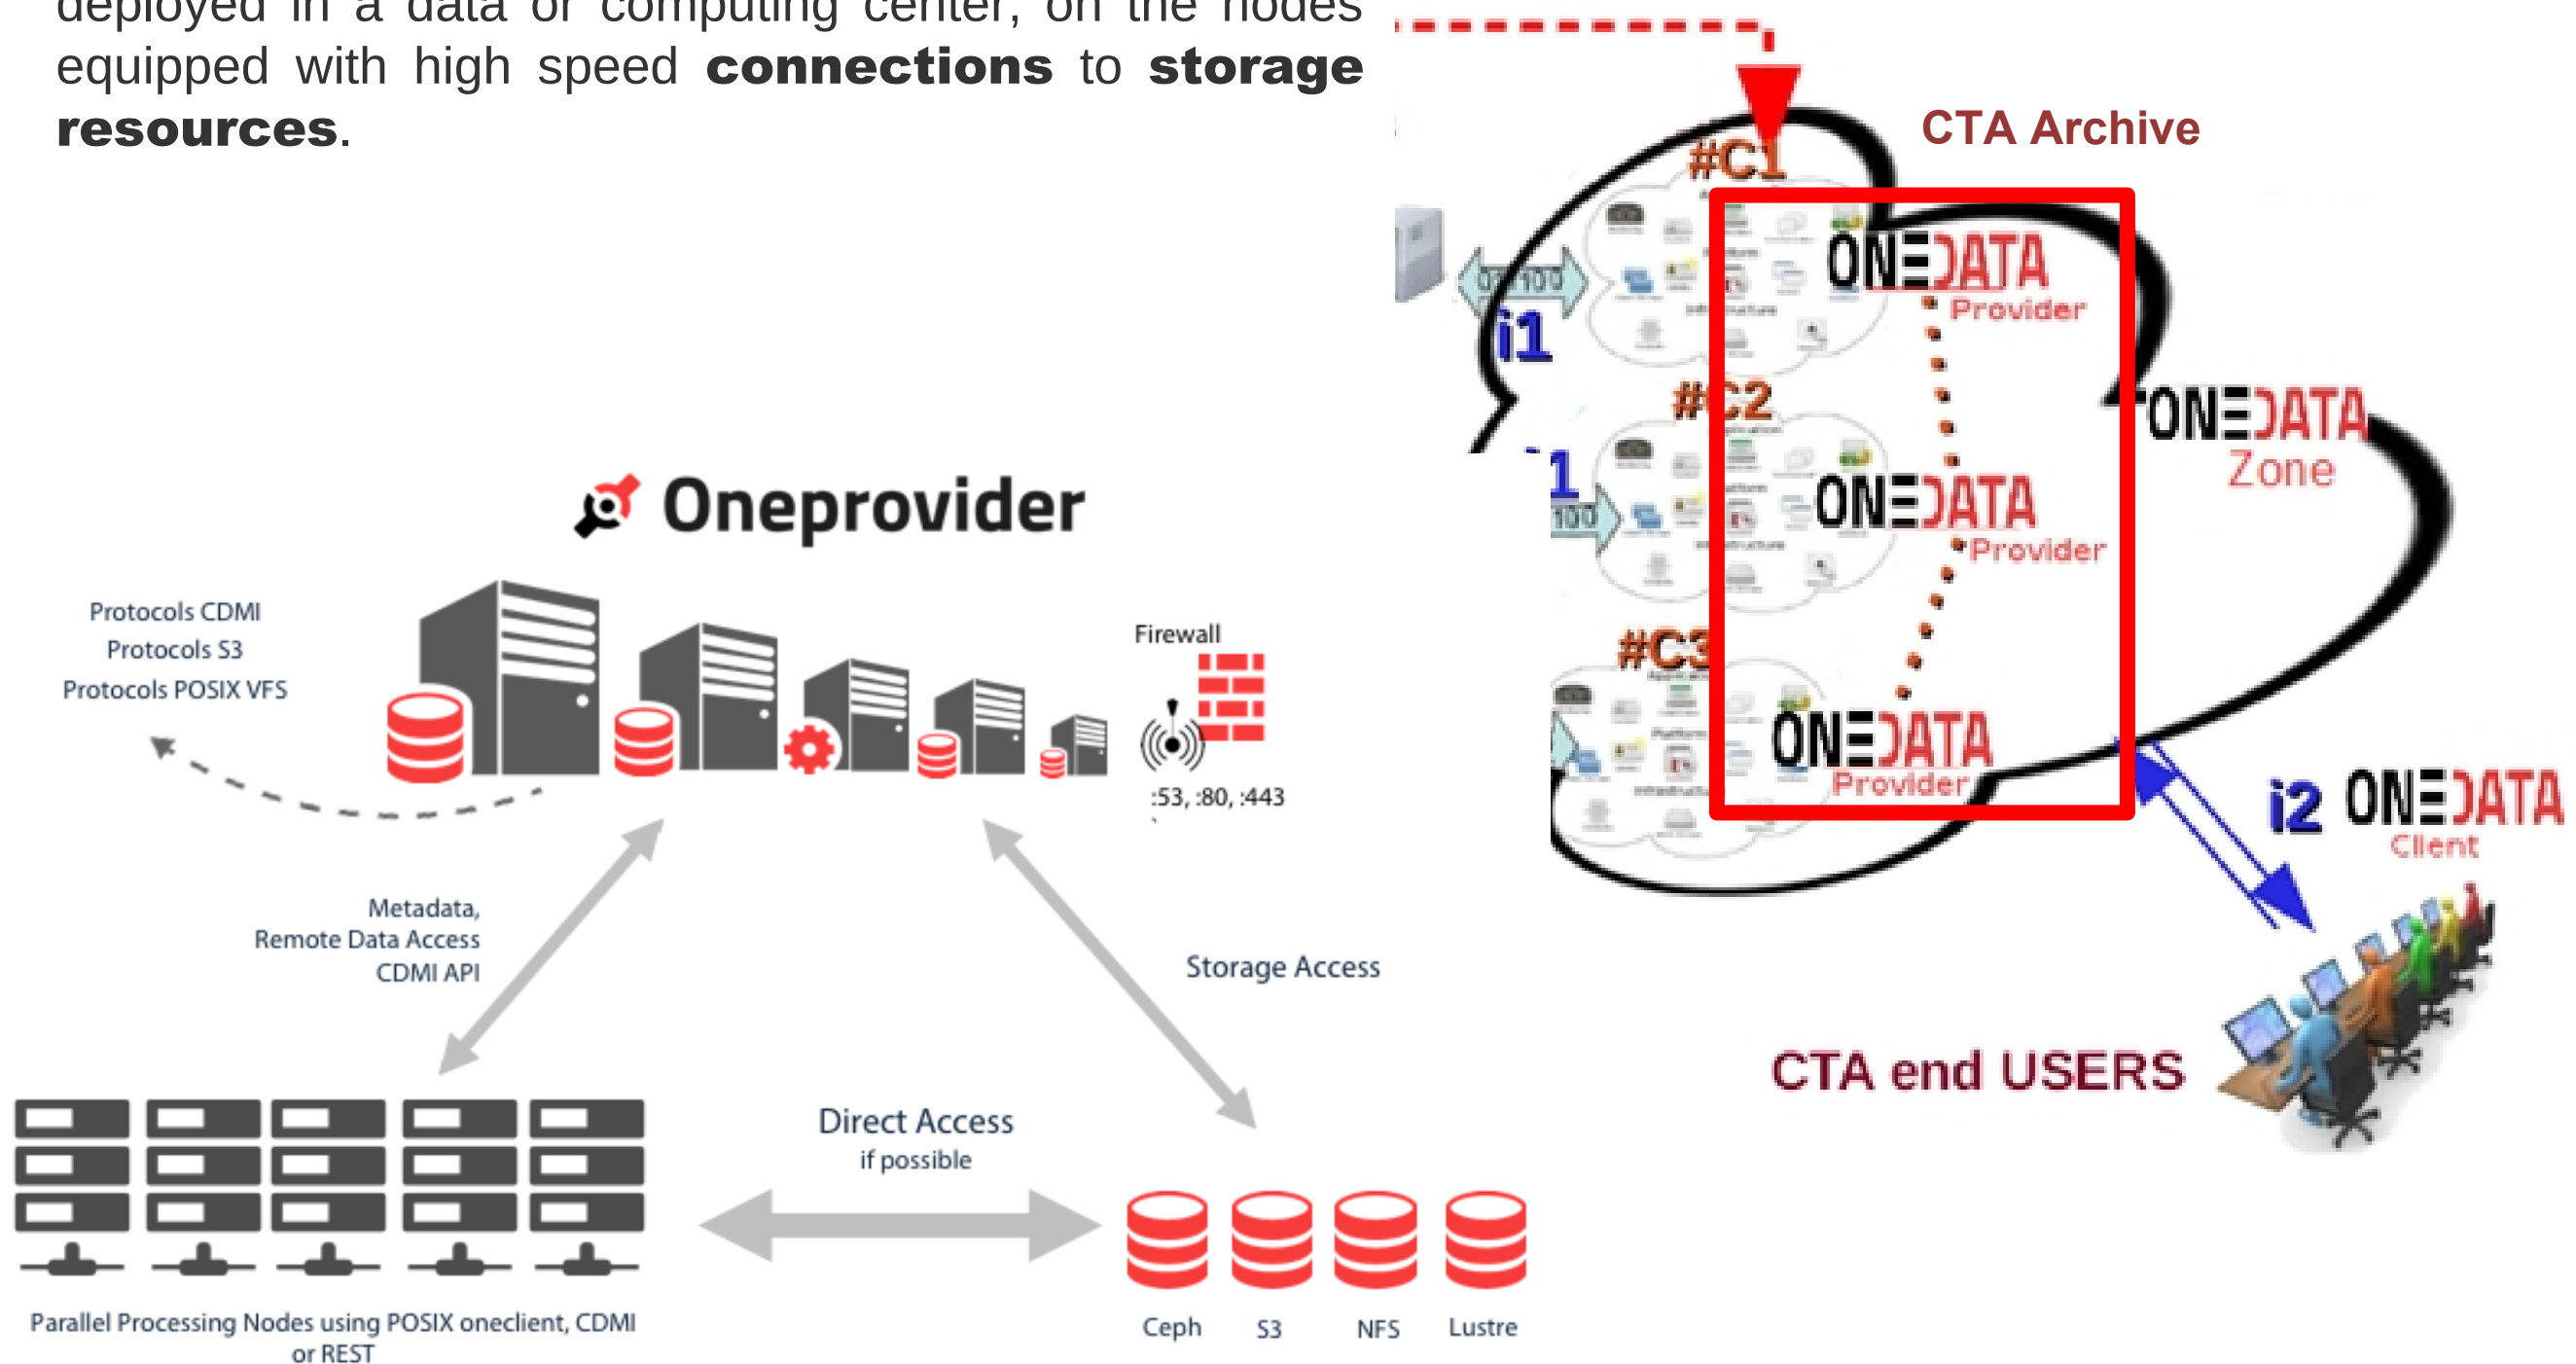 deployed in a data or computing center, on the nodes
equipped with high speed connections to storage
resources.
CTA Archive
#C1
ONEDATA
Provider
i1
#C2
ONEDATA
Provider
ONEDATA
Zone
1
100
#C3
ONEDATA
Provider
i2 ONEDATA
Client
CTA end USERS
Oneprovider
Protocols CDMI
Protocols S3
Protocols POSIX VFS
Firewall
:53, :80, :443
Metadata,
Remote Data Access
CDMI API
Storage Access
Direct Access
if possible
Parallel Processing Nodes using POSIX oneclient, CDMI
or REST
Ceph S3 NFS Lustre